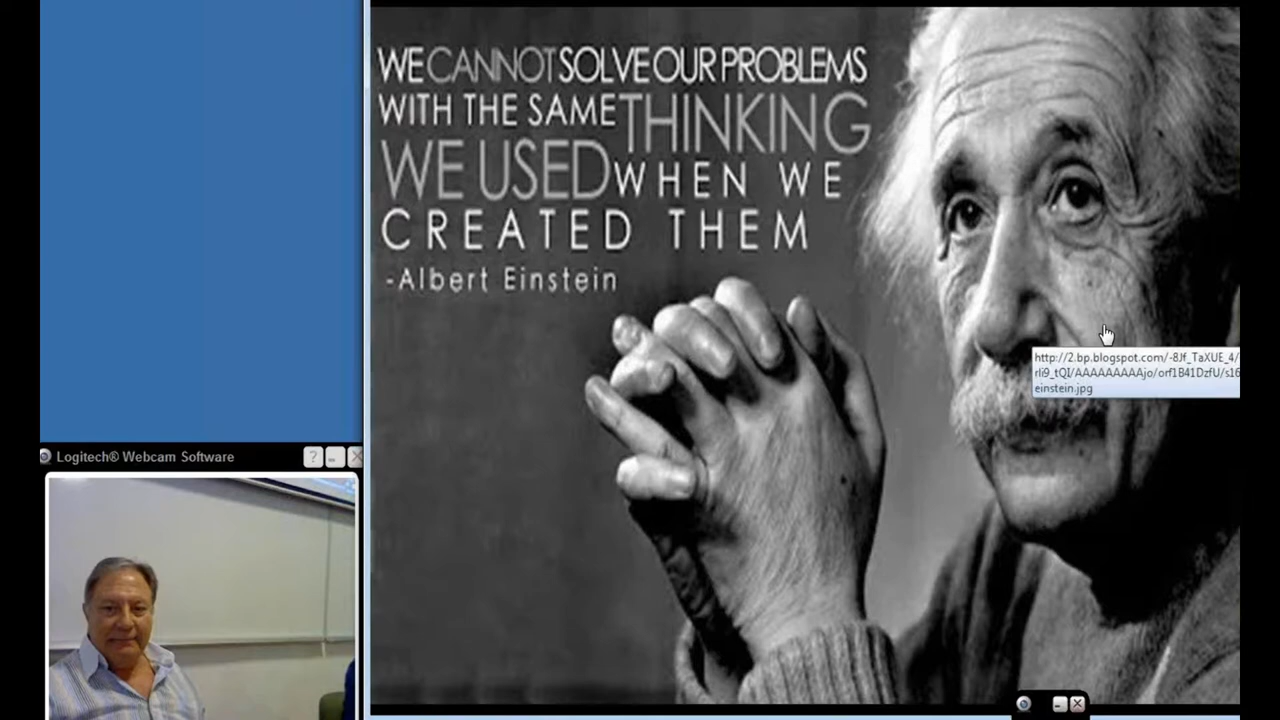 WE CANNOT SOLVE OUR PROBLEMS
WITH THE SAME THINKING
WE USED WHEN WE
CREATED THEM
-Albert Einstein
http://2.bp.blogspot.com/-8Jf_TaXUE_4/
rli9_tQI/AAAAAAAAAjo/orf1B41DzfU/s16
einstein.jpg
Logitech® Webcam Software